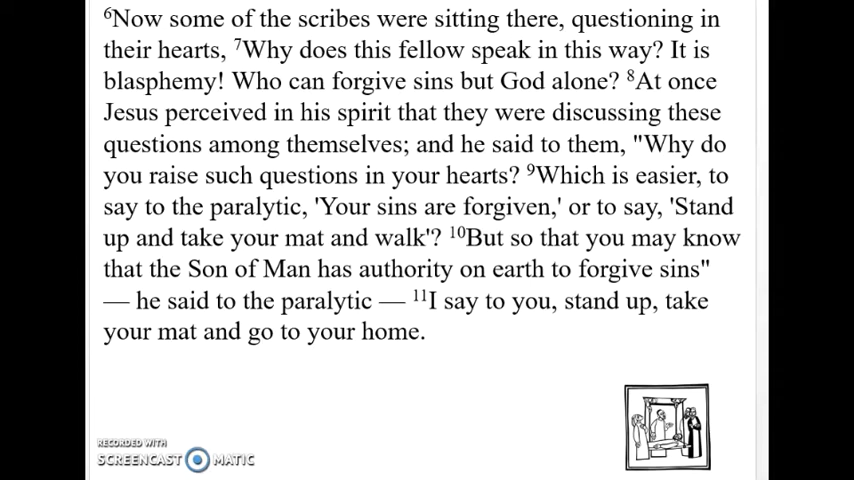 ⁶Now some of the scribes were sitting there, questioning in
their hearts, ⁷Why does this fellow speak in this way? It is
blasphemy! Who can forgive sins but God alone? ⁸At once
Jesus perceived in his spirit that they were discussing these
questions among themselves; and he said to them, "Why do
you raise such questions in your hearts? ⁹Which is easier, to
say to the paralytic, 'Your sins are forgiven,' or to say, 'Stand
up and take your mat and walk'? ¹⁰But so that you may know
that the Son of Man has authority on earth to forgive sins"
— he said to the paralytic — ¹¹I say to you, stand up, take
your mat and go to your home.
RECORDED WITH
SCREENCAST MATIC